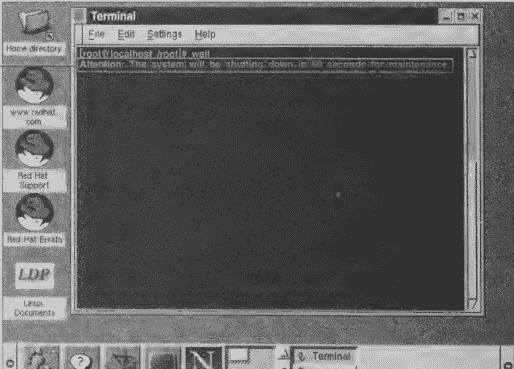 Terminal
File Edit Settings Help
[root@localhost /root]# wall
Attention: The system will be shutting down in 50 seconds for maintenance.
Home directory
www.redhat.
com
Red Hat
Support
Red Hat Errata
LDP
Linux
Documents
?
N
Terminal